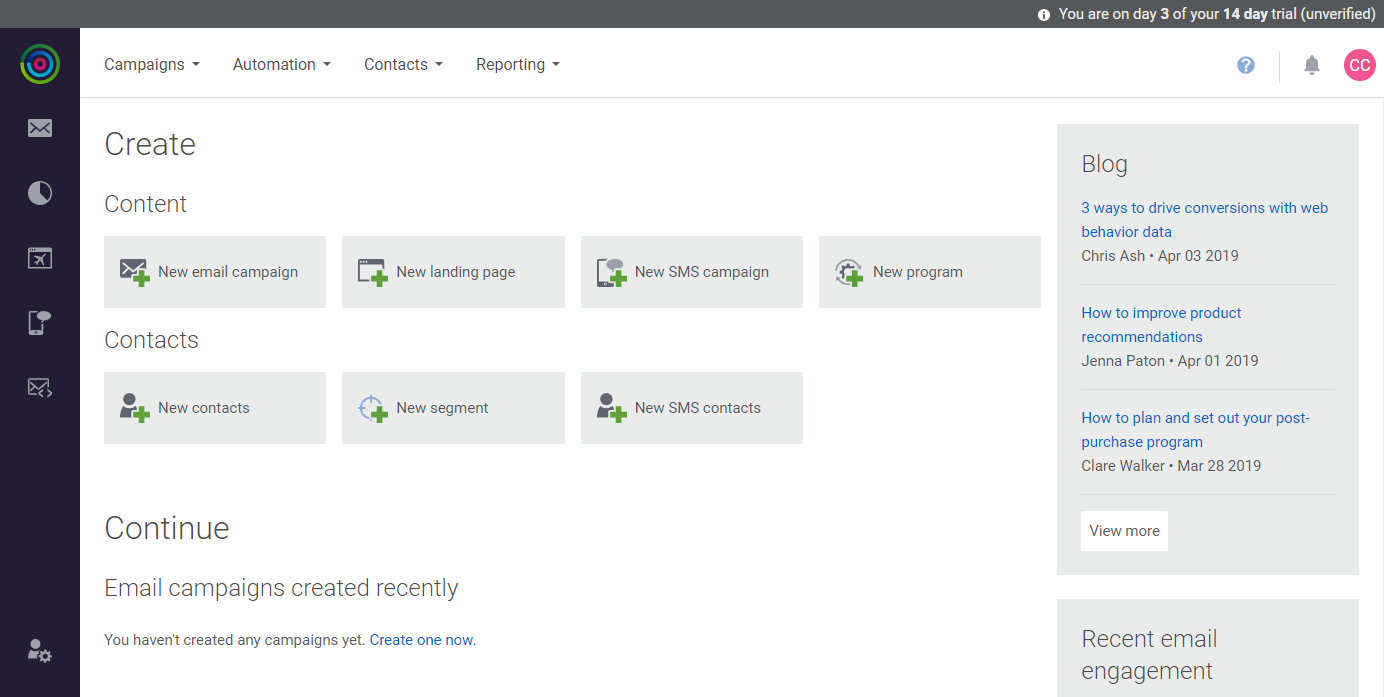 You are on day 3 of your 14 day trial (unverified)
Campaigns Automation Contacts Reporting
? CC
Create
Content
New email campaign New landing page New SMS campaign New program
Contacts
New contacts New segment New SMS contacts
Continue
Email campaigns created recently
You haven't created any campaigns yet. Create one now.
Blog
3 ways to drive conversions with web
behavior data
Chris Ash • Apr 03 2019
How to improve product
recommendations
Jenna Paton • Apr 01 2019
How to plan and set out your post-
purchase program
Clare Walker • Mar 28 2019
View more
Recent email
engagement